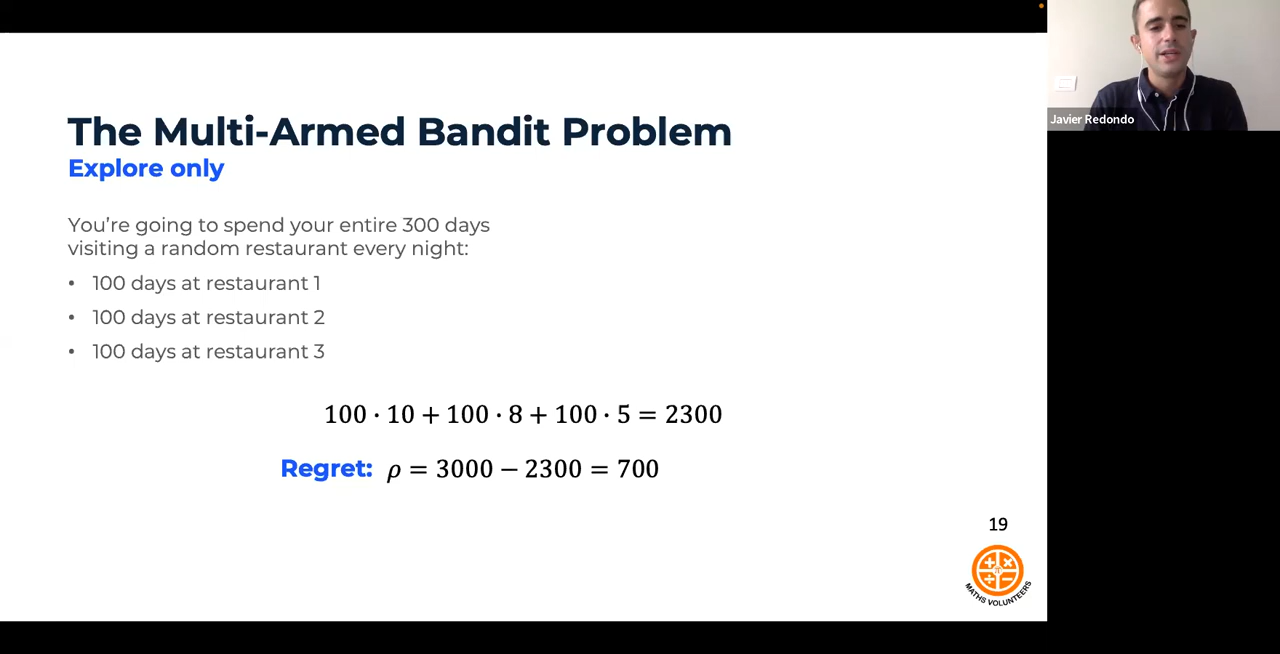 The Multi-Armed Bandit Problem
Explore only
You're going to spend your entire 300 days
visiting a random restaurant every night:
• 100 days at restaurant 1
• 100 days at restaurant 2
• 100 days at restaurant 3
100 · 10 + 100 · 8 + 100 · 5 = 2300
Regret: ρ = 3000 − 2300 = 700
19
MATHS VOLUNTEERS
Javier Redondo